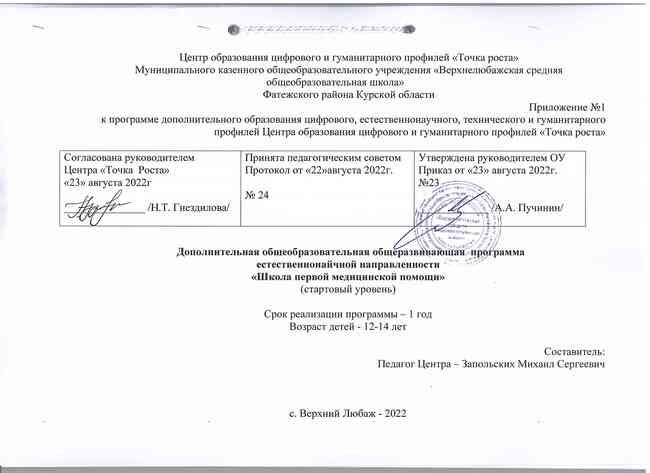 Центр образования цифрового и гуманитарного профилей «Точка роста»
Муниципального казенного общеобразовательного учреждения «Верхнелюбажская средняя
общеобразовательная школа»
Фатежского района Курской области
Приложение №1
к программе дополнительного образования цифрового, естественнонаучного, технического и гуманитарного
профилей Центра образования цифрового и гуманитарного профилей «Точка роста»
Согласована руководителем
Центра «Точка Роста»
«23» августа 2022г
/Н.Т. Гнездилова/
Принята педагогическим советом
Протокол от «22»августа 2022г.
№ 24
Утверждена руководителем ОУ
Приказ от «23» августа 2022г.
№23
/А.А. Пучинин/
Дополнительная общеобразовательная общеразвивающая программа
естественнонайчной направленности
«Школа первой медицинской помощи»
(стартовый уровень)
Срок реализации программы – 1 год
Возраст детей - 12-14 лет
Составитель:
Педагог Центра – Запольских Михаил Сергеевич
с. Верхний Любаж - 2022